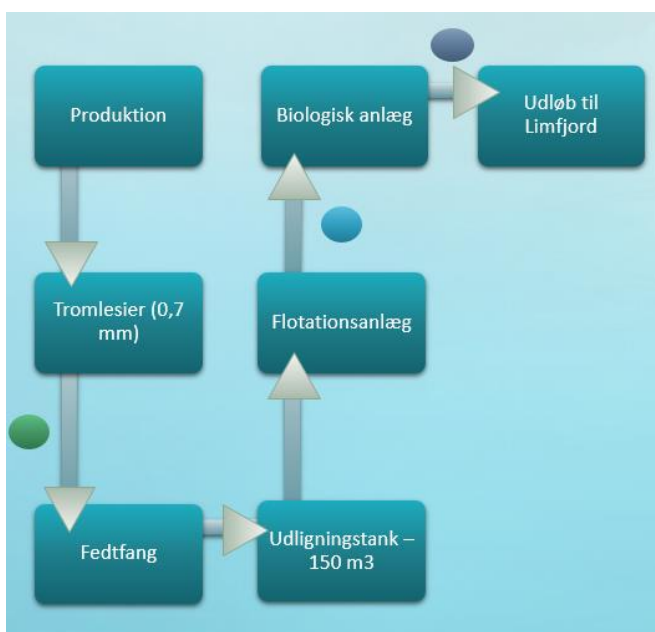 Produktion
Tromlesier (0,7
mm)
Fedtfang
Udligningstank –
150 m3
Flotationsanlæg
Biologisk anlæg
Udløb til
Limfjord